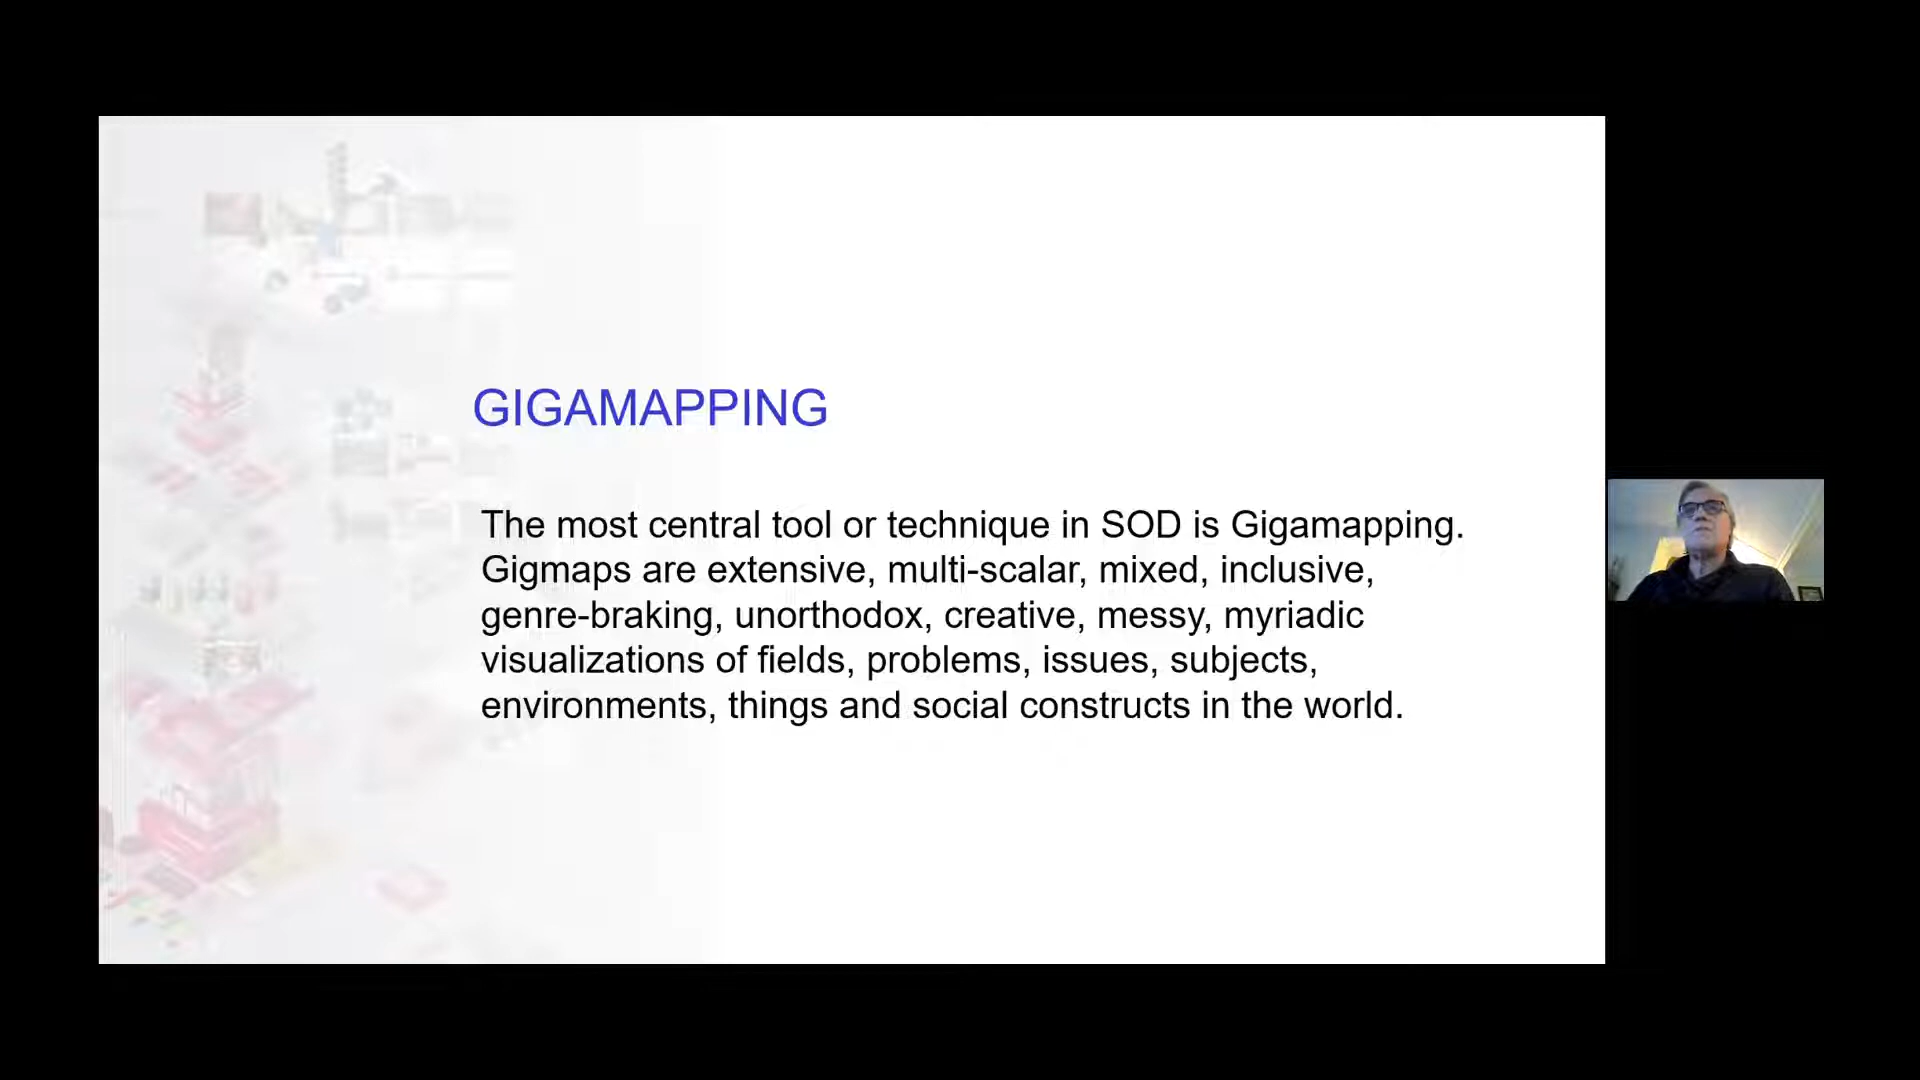 GIGAMAPPING
The most central tool or technique in SOD is Gigamapping.
Gigmaps are extensive, multi-scalar, mixed, inclusive,
genre-braking, unorthodox, creative, messy, myriadic
visualizations of fields, problems, issues, subjects,
environments, things and social constructs in the world.